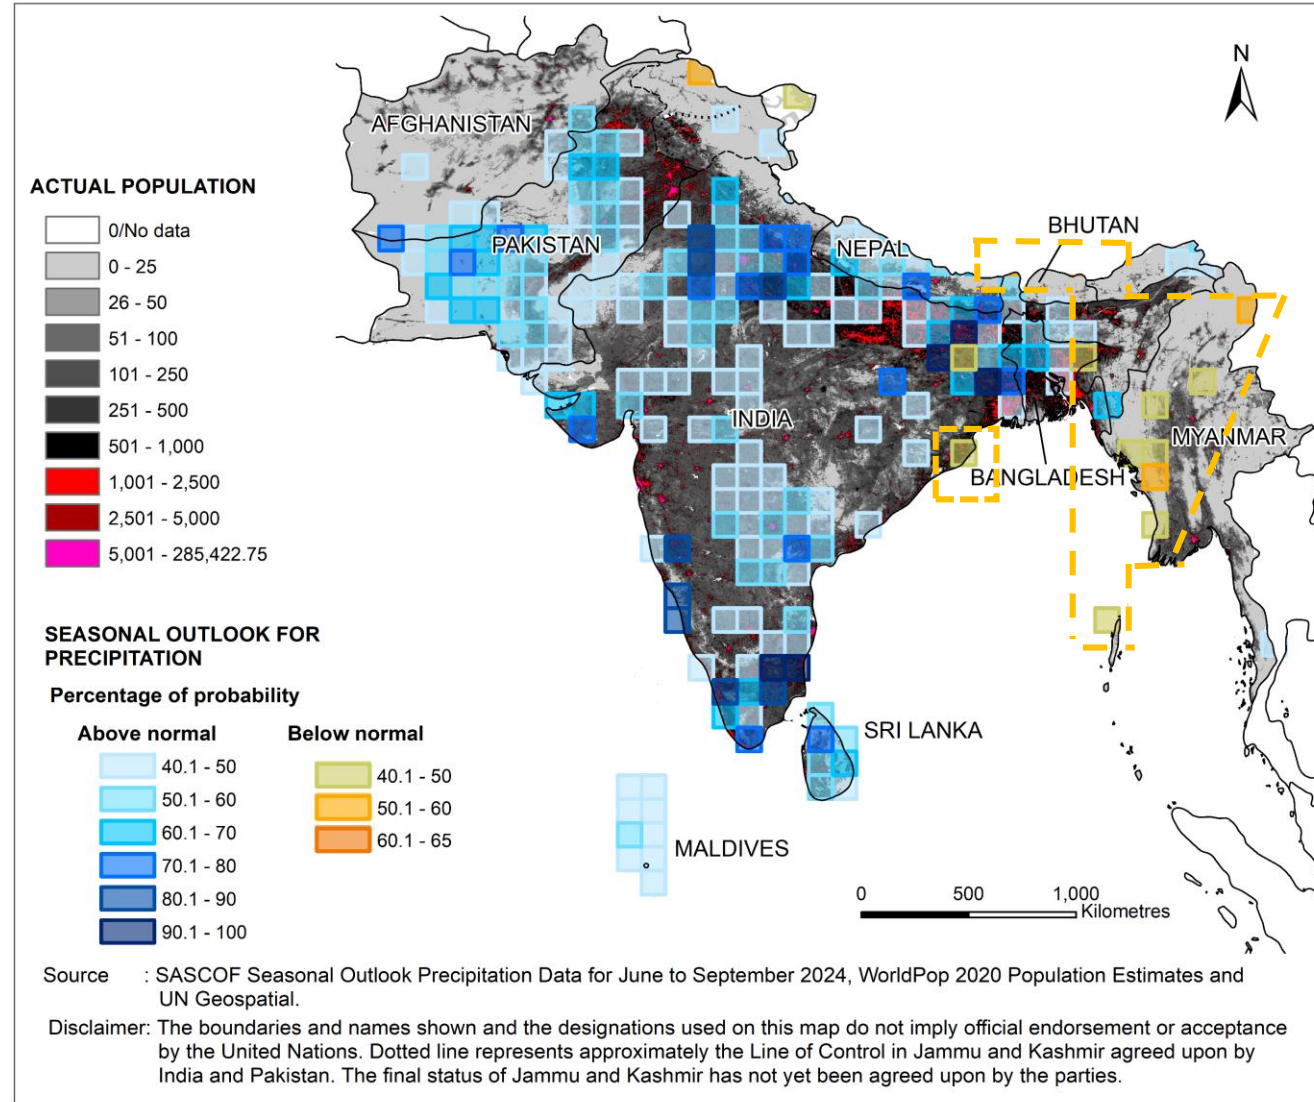 N
AFGHANISTAN
PAKISTAN
NEPAL
BHUTAN
INDIA
BANGLADESH
MYANMAR
SRI LANKA
MALDIVES
ACTUAL POPULATION
0/No data
0 - 25
26 - 50
51 - 100
101 - 250
251 - 500
501 - 1,000
1,001 - 2,500
2,501 - 5,000
5,001 - 285,422.75
SEASONAL OUTLOOK FOR
PRECIPITATION
Percentage of probability
Above normal
40.1 - 50
50.1 - 60
60.1 - 70
70.1 - 80
80.1 - 90
90.1 - 100
Below normal
40.1 - 50
50.1 - 60
60.1 - 65
0 500 1,000
Kilometres
Source : SASCOF Seasonal Outlook Precipitation Data for June to September 2024, WorldPop 2020 Population Estimates and
UN Geospatial.
Disclaimer: The boundaries and names shown and the designations used on this map do not imply official endorsement or acceptance
by the United Nations. Dotted line represents approximately the Line of Control in Jammu and Kashmir agreed upon by
India and Pakistan. The final status of Jammu and Kashmir has not yet been agreed upon by the parties.